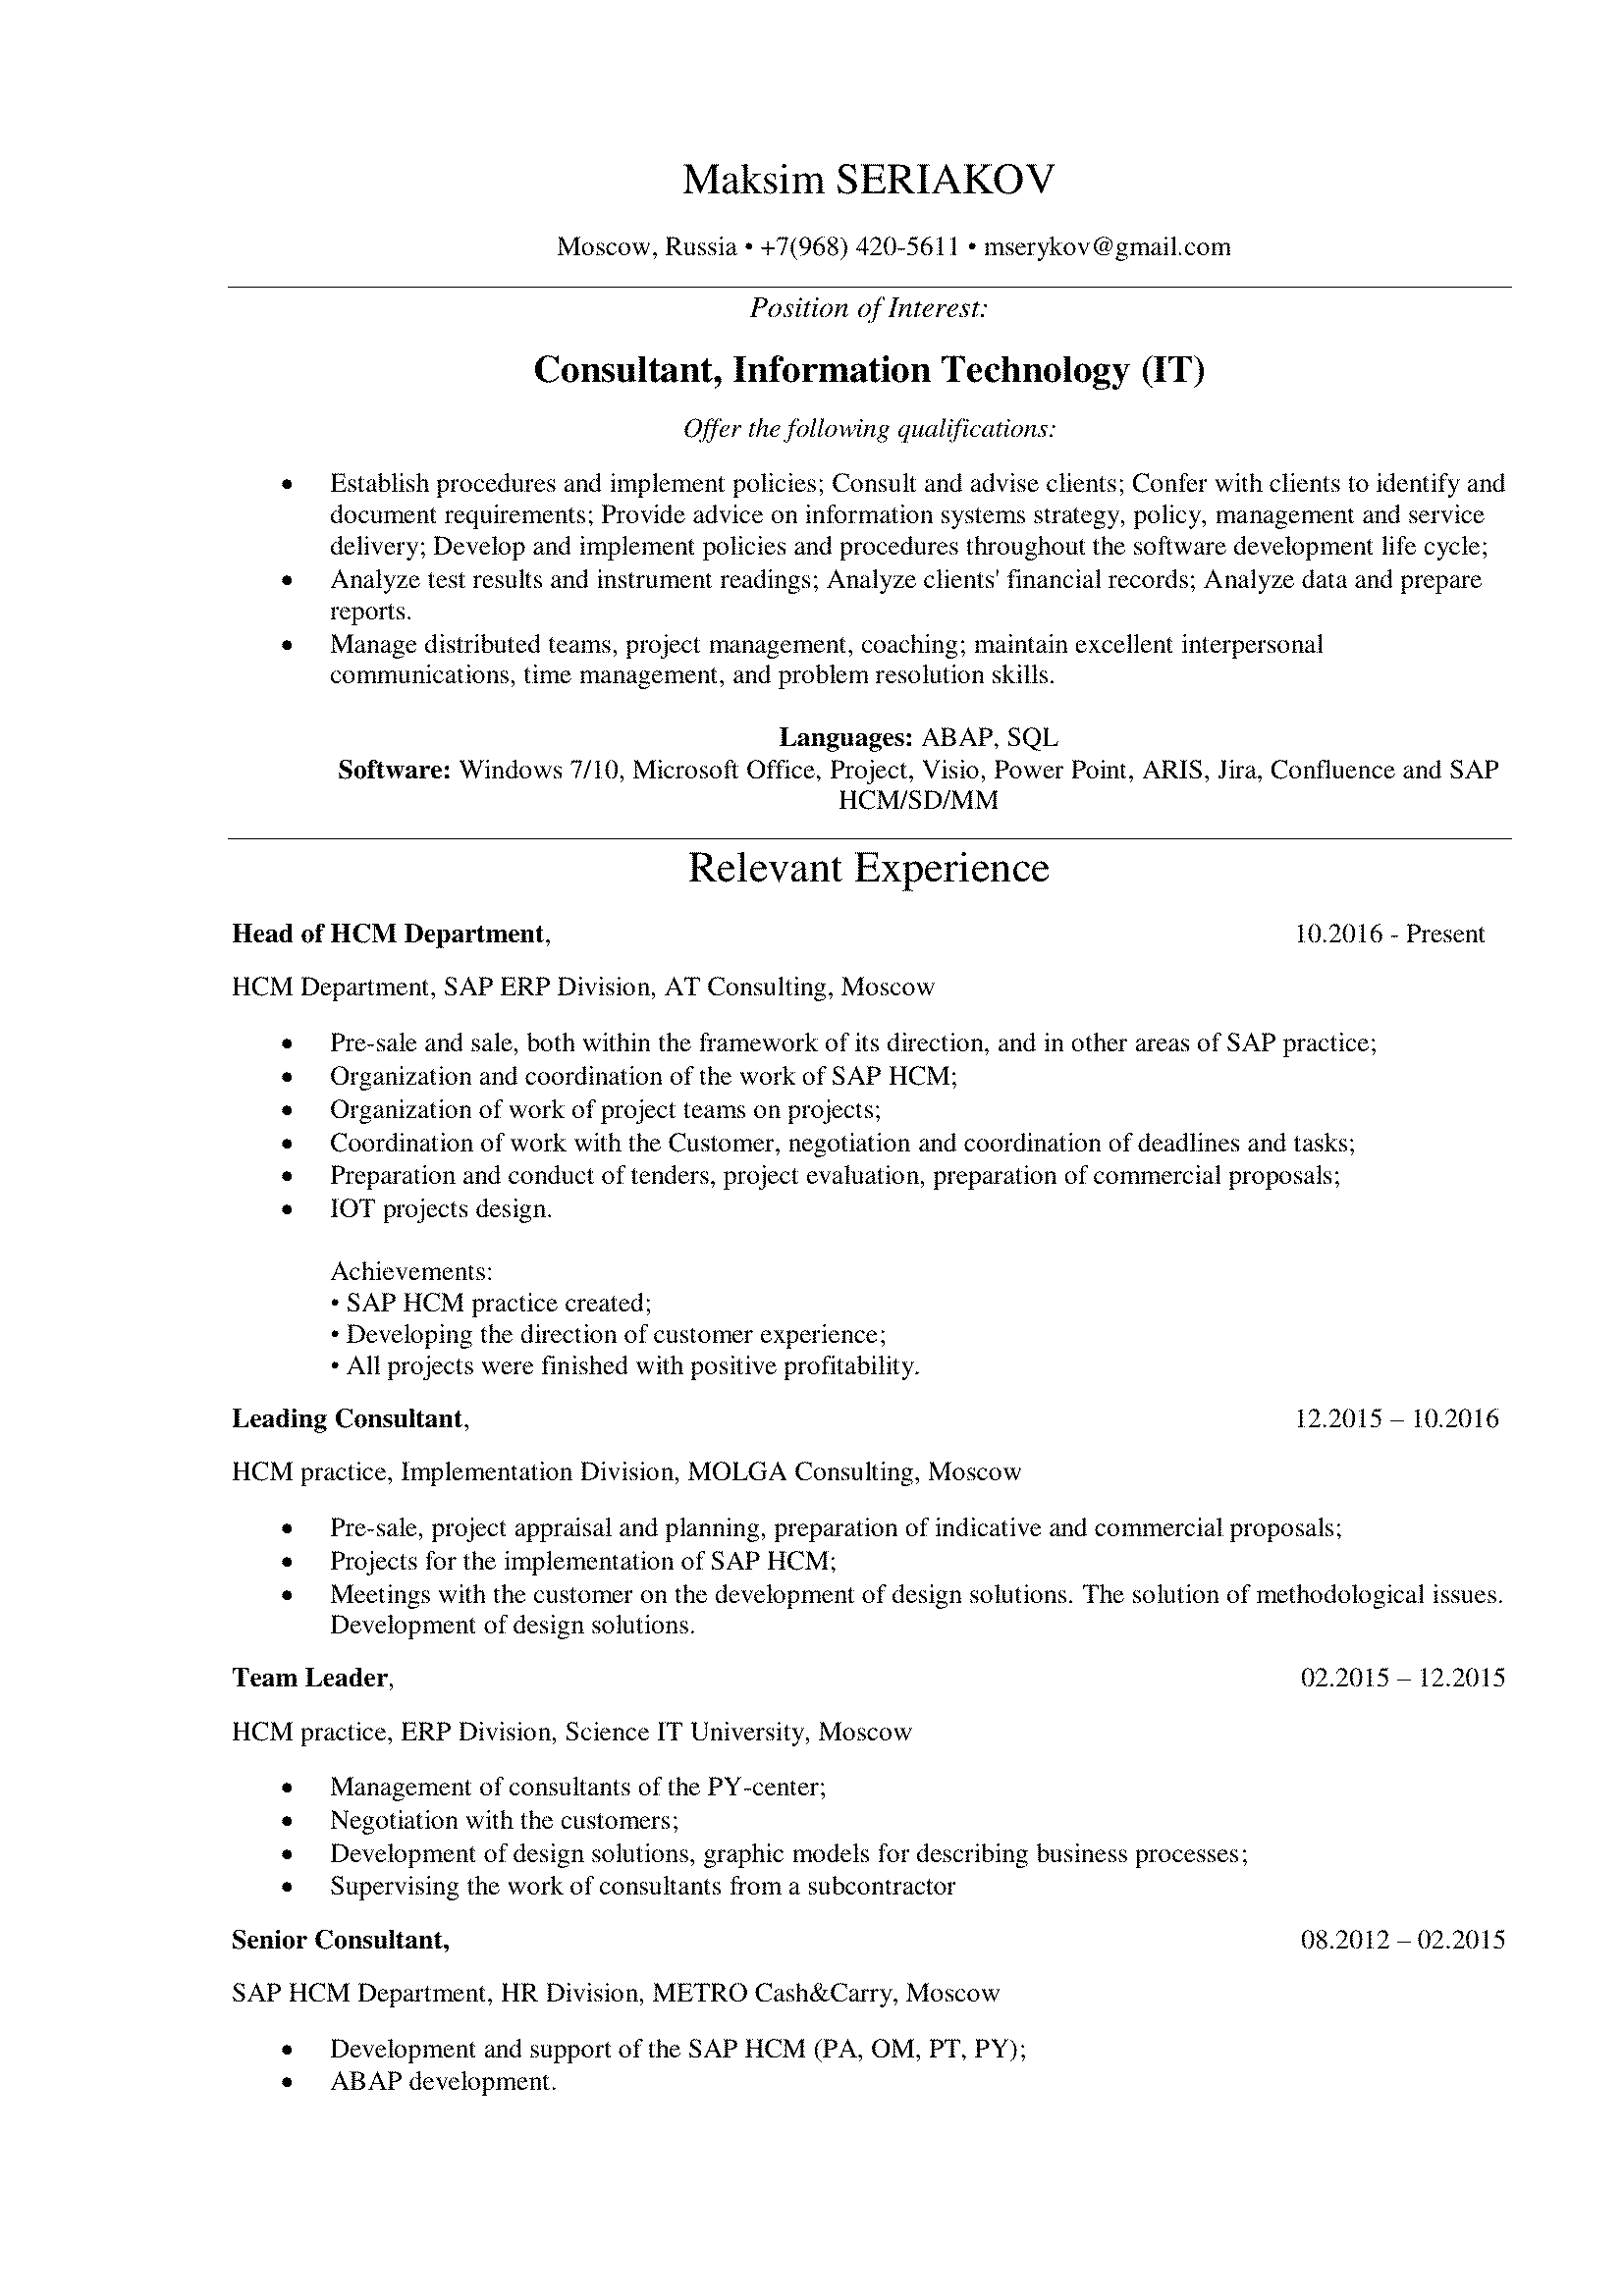 Maksim SERIAKOV
Moscow, Russia • +7(968) 420-5611 • mserykov@gmail.com
Position of Interest:
Consultant, Information Technology (IT)
Offer the following qualifications:
• Establish procedures and implement policies; Consult and advise clients; Confer with clients to identify and
document requirements; Provide advice on information systems strategy, policy, management and service
delivery; Develop and implement policies and procedures throughout the software development life cycle;
• Analyze test results and instrument readings; Analyze clients' financial records; Analyze data and prepare
reports.
• Manage distributed teams, project management, coaching; maintain excellent interpersonal
communications, time management, and problem resolution skills.
Languages: ABAP, SQL
Software: Windows 7/10, Microsoft Office, Project, Visio, Power Point, ARIS, Jira, Confluence and SAP
HCM/SD/MM
Relevant Experience
Head of HCM Department, 10.2016 - Present
HCM Department, SAP ERP Division, AT Consulting, Moscow
• Pre-sale and sale, both within the framework of its direction, and in other areas of SAP practice;
• Organization and coordination of the work of SAP HCM;
• Organization of work of project teams on projects;
• Coordination of work with the Customer, negotiation and coordination of deadlines and tasks;
• Preparation and conduct of tenders, project evaluation, preparation of commercial proposals;
• IOT projects design.
Achievements:
• SAP HCM practice created;
• Developing the direction of customer experience;
• All projects were finished with positive profitability.
Leading Consultant, 12.2015 – 10.2016
HCM practice, Implementation Division, MOLGA Consulting, Moscow
• Pre-sale, project appraisal and planning, preparation of indicative and commercial proposals;
• Projects for the implementation of SAP HCM;
• Meetings with the customer on the development of design solutions. The solution of methodological issues.
Development of design solutions.
Team Leader, 02.2015 – 12.2015
HCM practice, ERP Division, Science IT University, Moscow
• Management of consultants of the PY-center;
• Negotiation with the customers;
• Development of design solutions, graphic models for describing business processes;
• Supervising the work of consultants from a subcontractor
Senior Consultant, 08.2012 – 02.2015
SAP HCM Department, HR Division, METRO Cash&Carry, Moscow
• Development and support of the SAP HCM (PA, OM, PT, PY);
• ABAP development.